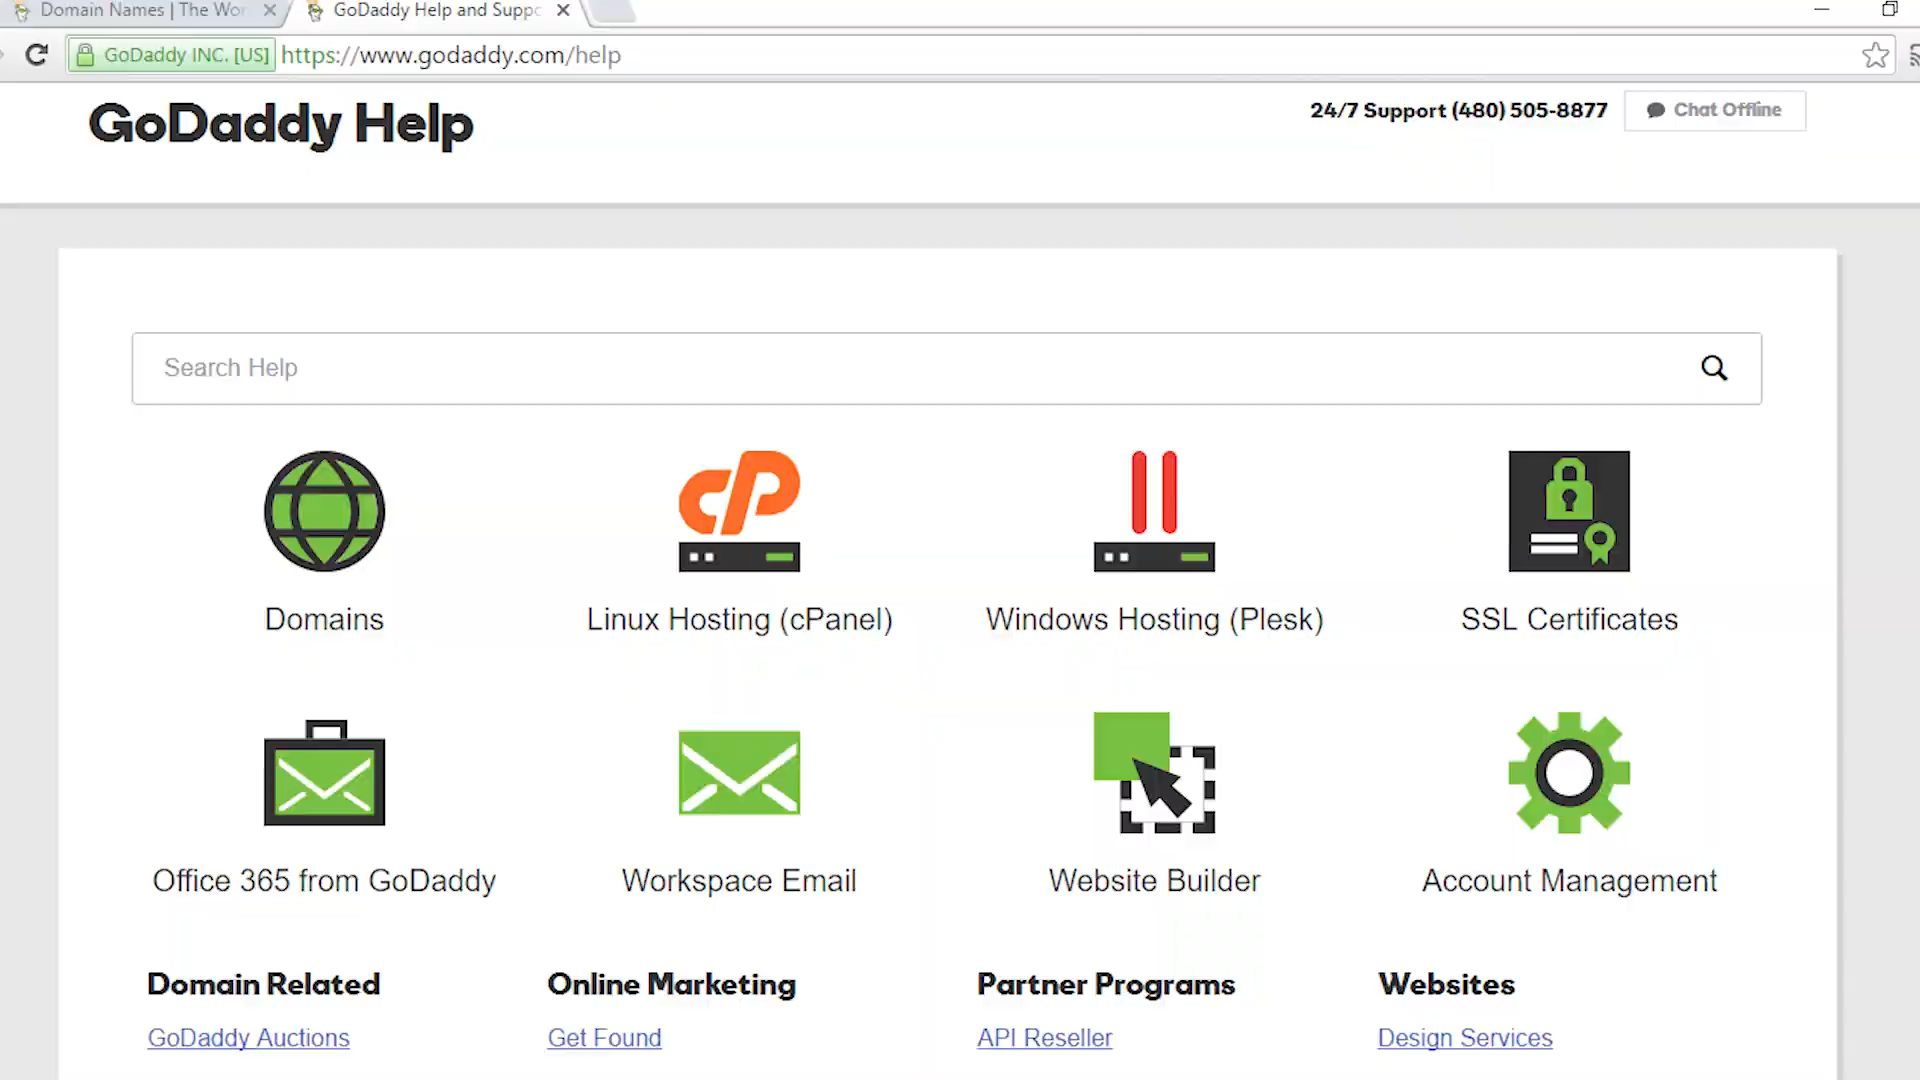 Domain Names | The Wor
GoDaddy Help and Suppo
GoDaddy INC. [US] https://www.godaddy.com/help
GoDaddy Help
24/7 Support (480) 505-8877
Chat Offline
Search Help
cP
Domains
Linux Hosting (cPanel)
Windows Hosting (Plesk)
SSL Certificates
Office 365 from GoDaddy
Workspace Email
Website Builder
Account Management
Domain Related
Online Marketing
Partner Programs
Websites
GoDaddy Auctions
Get Found
API Reseller
Design Services